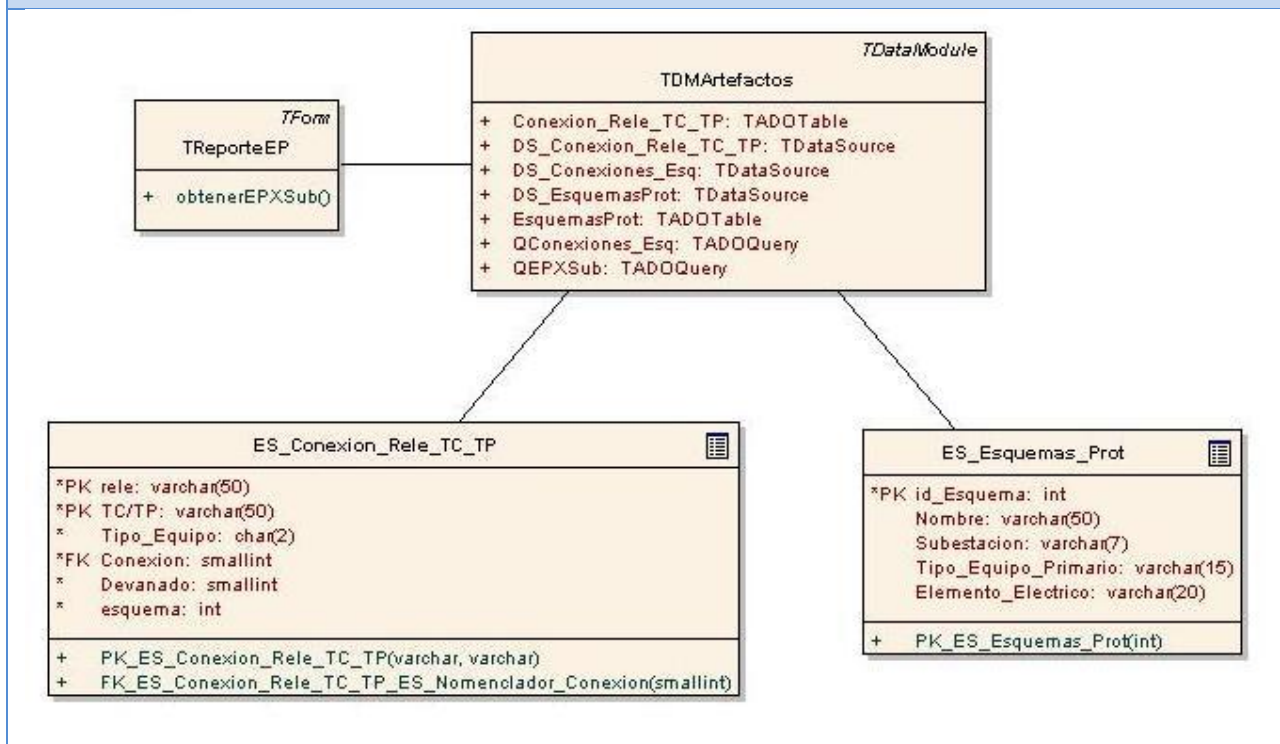 TDataModule
TDMArtefactos
+ Conexion_Rele_TC_TP: TADOTable
+ DS_Conexion_Rele_TC_TP: TDataSource
+ DS_Conexiones_Esq: TDataSource
+ DS_EsquemasProt: TDataSource
+ EsquemasProt: TADOTable
+ QConexiones_Esq: TADOQuery
+ QEPXSub: TADOQuery
TForm
TReporteEP
+ obtenerEPXSub()
ES_Conexion_Rele_TC_TP
*PK rele: varchar(50)
*PK TC/TP: varchar(50)
* Tipo_Equipo: char(2)
*FK Conexion: smallint
* Devanado: smallint
* esquema: int
+ PK_ES_Conexion_Rele_TC_TP(varchar, varchar)
+ FK_ES_Conexion_Rele_TC_TP_ES_Nomenclador_Conexion(smallint)
ES_Esquemas_Prot
*PK id_Esquema: int
Nombre: varchar(50)
Subestacion: varchar(7)
Tipo_Equipo_Primario: varchar(15)
Elemento_Electrico: varchar(20)
+ PK_ES_Esquemas_Prot(int)